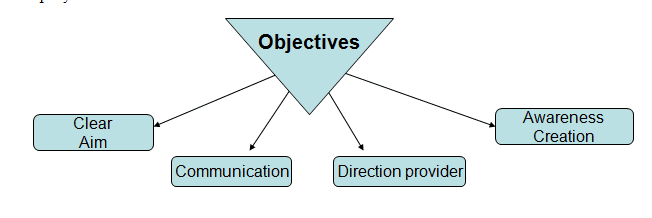 Objectives
Clear
Aim
Communication
Direction provider
Awareness
Creation